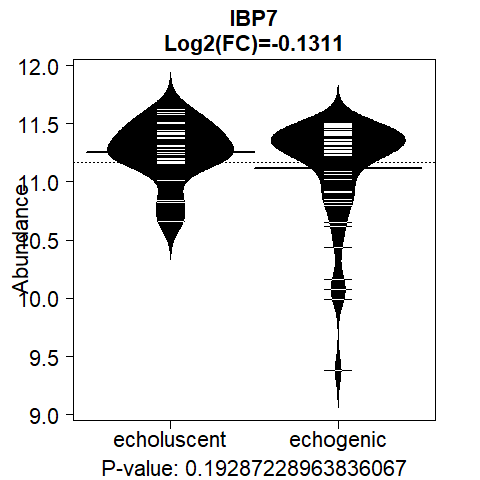 IBP7
Log2(FC)=-0.1311
12.0
11.5
11.0
10.5
10.0
9.5
9.0
Abundance
echoluscent echogenic
P-value: 0.19287228963836067